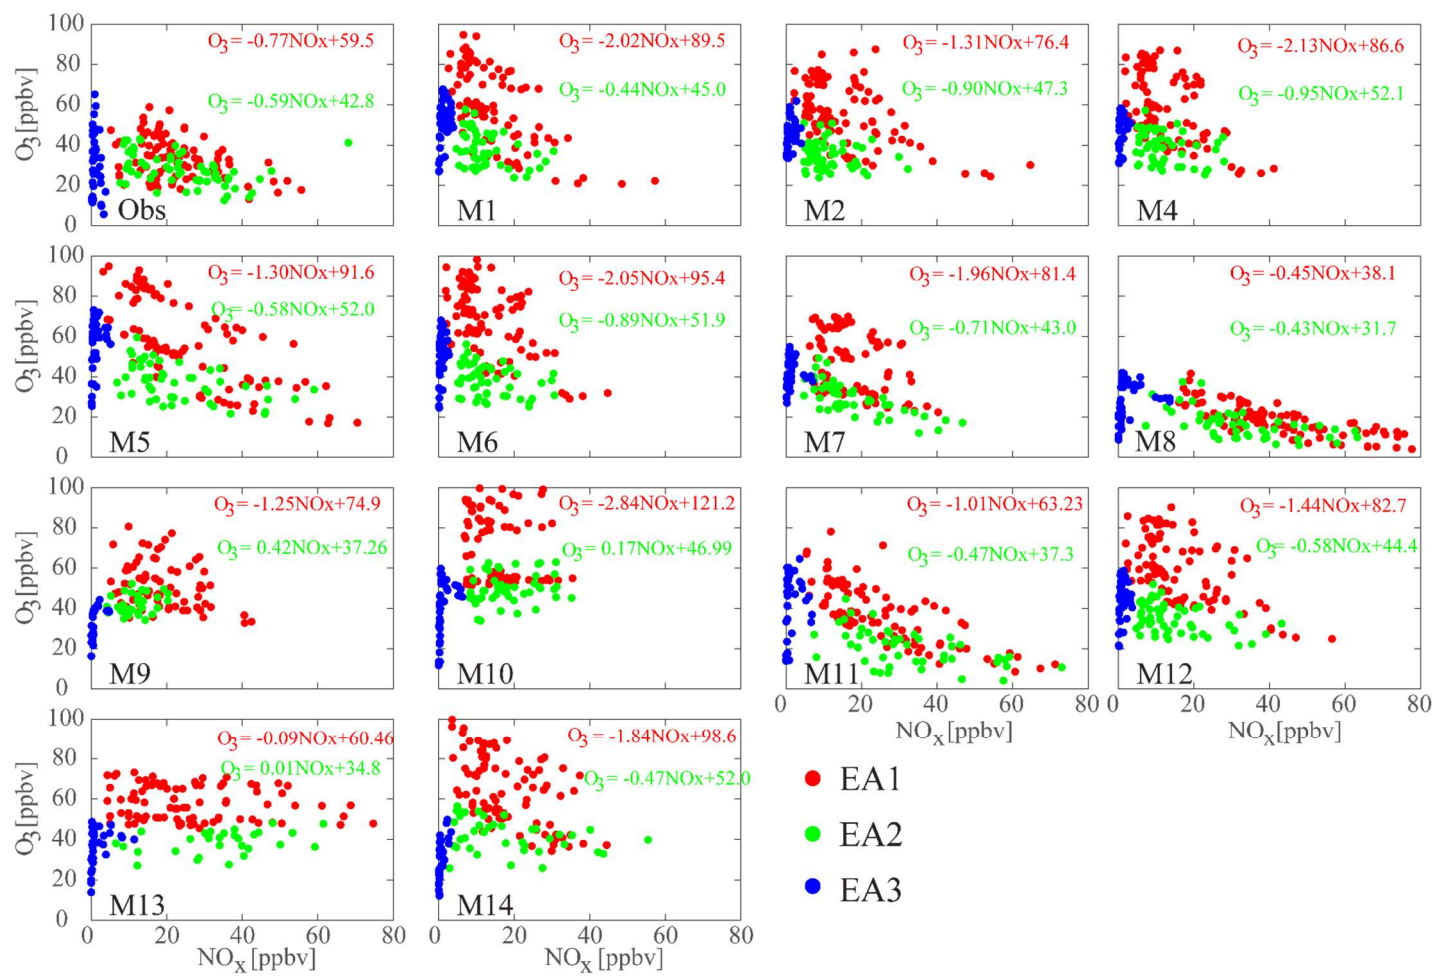 100
80
60
40
20
0
O3[ppbv]
O3= -0.77NOx+59.5
O3= -0.59NOx+42.8
Obs
O3= -2.02NOx+89.5
O3= -0.44NOx+45.0
M1
O3= -1.31NOx+76.4
O3= -0.90NOx+47.3
M2
O3= -2.13NOx+86.6
O3= -0.95NOx+52.1
M4
100
80
60
40
20
0
O3[ppbv]
O3= -1.30NOx+91.6
O3= -0.58NOx+52.0
M5
O3= -2.05NOx+95.4
O3= -0.89NOx+51.9
M6
O3= -1.96NOx+81.4
O3= -0.71NOx+43.0
M7
O3= -0.45NOx+38.1
O3= -0.43NOx+31.7
M8
100
80
60
40
20
0
O3[ppbv]
O3= -1.25NOx+74.9
O3= 0.42NOx+37.26
M9
O3= -2.84NOx+121.2
O3= 0.17NOx+46.99
M10
O3= -1.01NOx+63.23
O3= -0.47NOx+37.3
M11
0 20 40 60 80
NOx[ppbv]
O3= -1.44NOx+82.7
O3= -0.58NOx+44.4
M12
0 20 40 60 80
NOx[ppbv]
100
80
60
40
20
0
O3[ppbv]
O3= -0.09NOx+60.46
O3= 0.01NOx+34.8
M13
0 20 40 60 80
NOx[ppbv]
O3= -1.84NOx+98.6
O3= -0.47NOx+52.0
M14
0 20 40 60 80
NOx[ppbv]
EA1
EA2
EA3